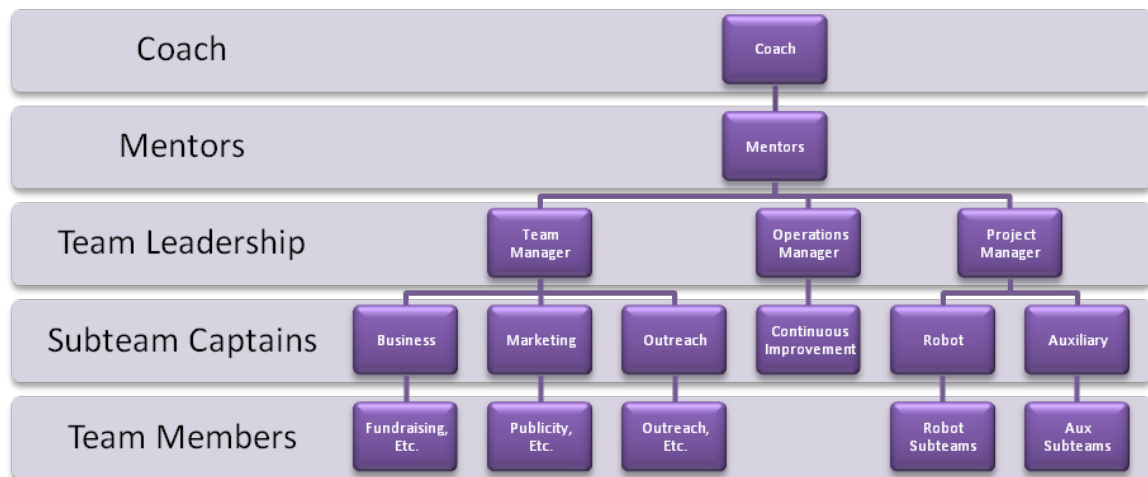 Coach
Coach
Mentors
Mentors
Team Leadership
Team
Manager
Operations
Manager
Project
Manager
Subteam Captains
Business
Marketing
Outreach
Continuous
Improvement
Robot
Auxiliary
Team Members
Fundraising,
Etc.
Publicity,
Etc.
Outreach,
Etc.
Robot
Subteams
Aux
Subteams